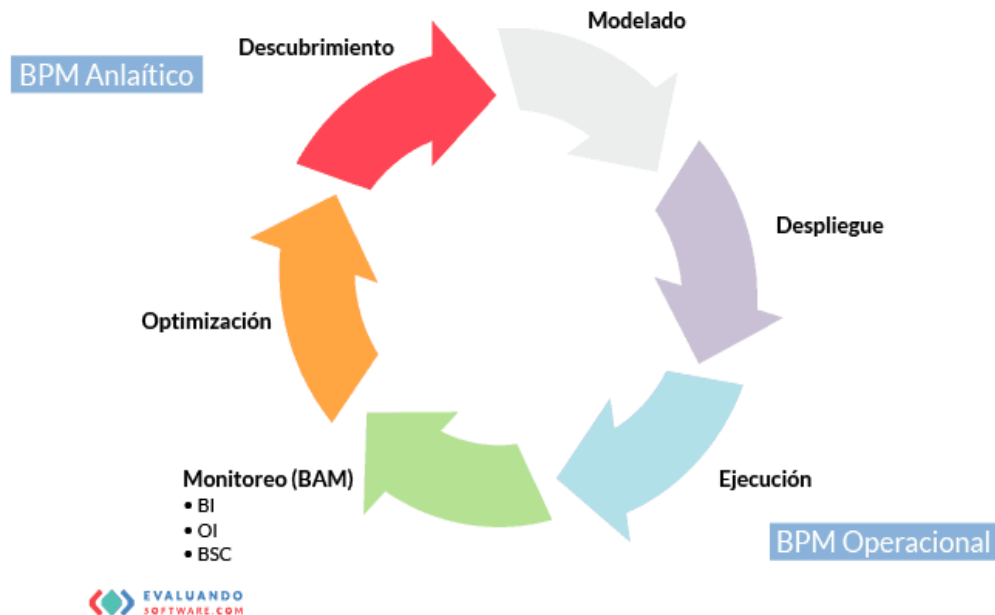 Modelado
Descubrimiento
BPM Anlaítico
Despliegue
Optimización
Monitoreo (BAM)
• BI
• OI
• BSC
Ejecución
BPM Operacional
EVALUANDO
SOFTWARE.COM